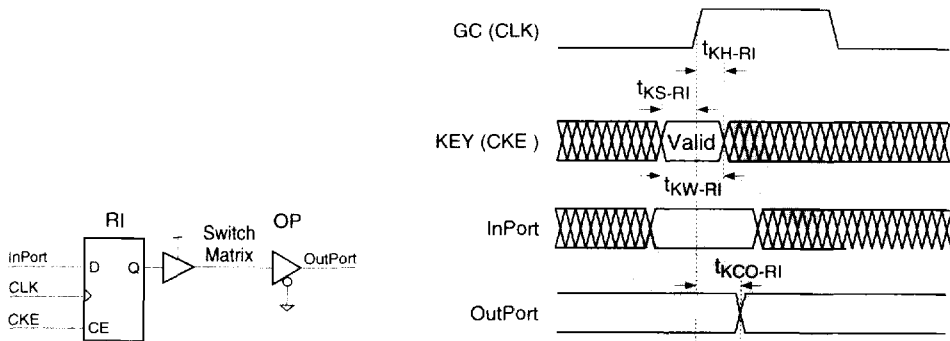 RI
OP
InPort
D
Q
Switch
Matrix
OutPort
CLK
CKE
CE
GC (CLK)
tKH-RI
tKS-RI
KEY (CKE )
Valid
tKW-RI
InPort
tKCO-RI
OutPort